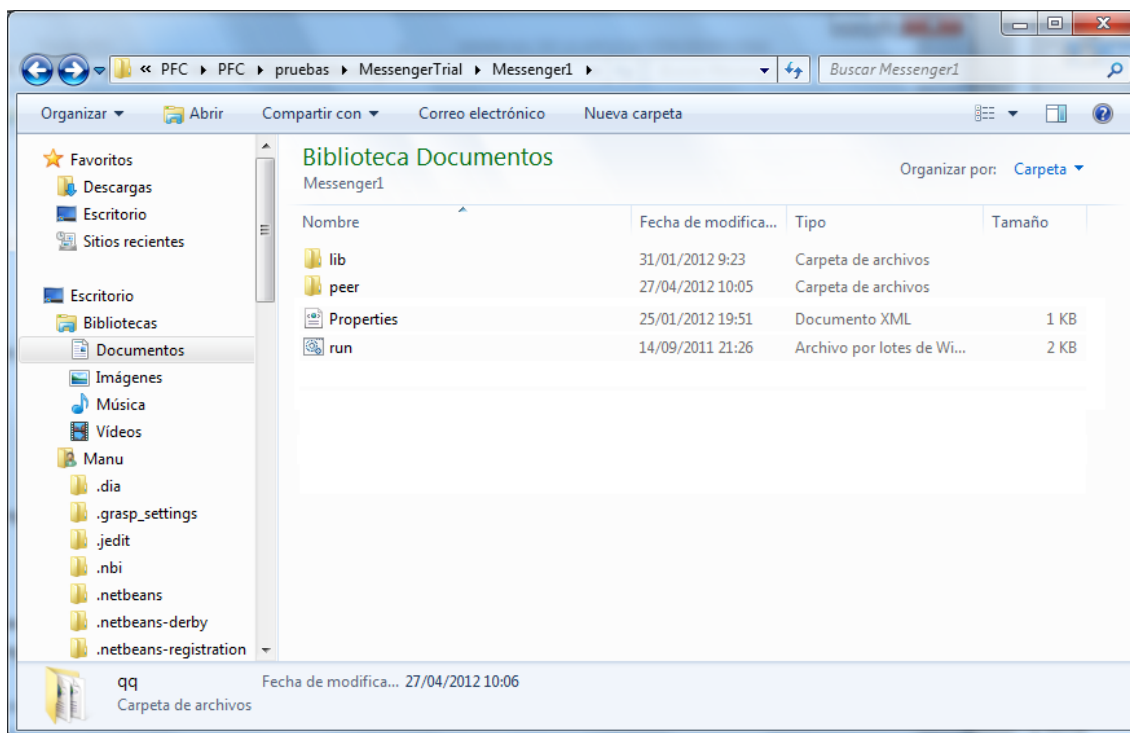 « PFC ▸ PFC ▸ pruebas ▸ MessengerTrial ▸ Messenger1 ▸
Buscar Messenger1
Organizar Abrir Compartir con Correo electrónico Nueva carpeta
Favoritos
Descargas
Escritorio
Sitios recientes
Escritorio
Bibliotecas
Documentos
Imágenes
Música
Vídeos
Manu
.dia
.grasp_settings
.jedit
.nbi
.netbeans
.netbeans-derby
.netbeans-registration
Biblioteca Documentos
Messenger1
Organizar por: Carpeta
Nombre Fecha de modifica... Tipo Tamaño
lib 31/01/2012 9:23 Carpeta de archivos
peer 27/04/2012 10:05 Carpeta de archivos
Properties 25/01/2012 19:51 Documento XML 1 KB
run 14/09/2011 21:26 Archivo por lotes de Wi... 2 KB
qq Fecha de modifica... 27/04/2012 10:06
Carpeta de archivos